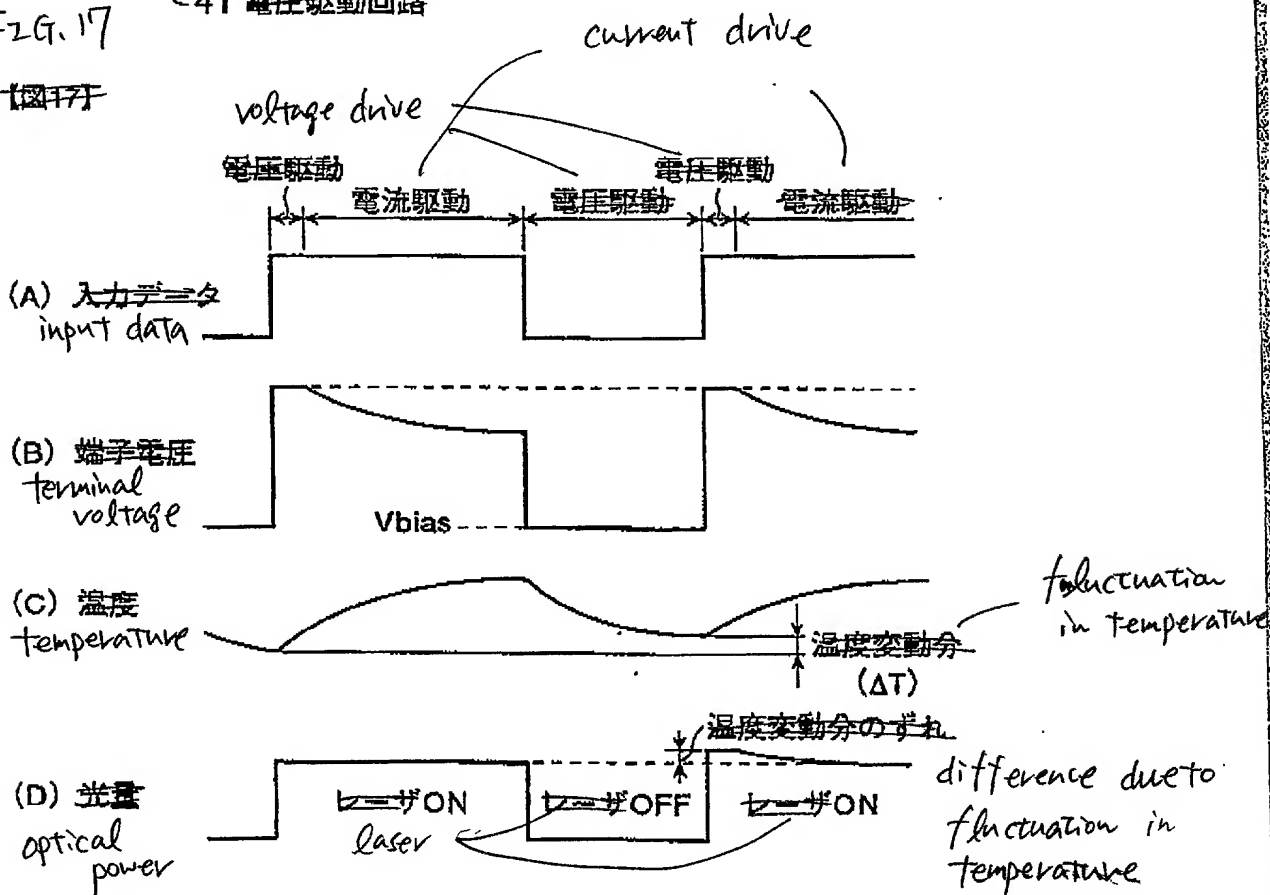 電圧駆動回路
FIG. 17
current drive
【図17】
voltage drive
電圧駆動
電圧駆動
電流駆動
電圧駆動
電流駆動
(A) 入力データ
input data
(B) 端子電圧
terminal
voltage
Vbias
(C) 温度
temperature
fluctuation
in temperature
温度変動分
(ΔT)
温度変動分のずれ
(D) 光量
optical
power
レーザON
レーザOFF
レーザON
laser
difference due to
fluctuation in
temperature